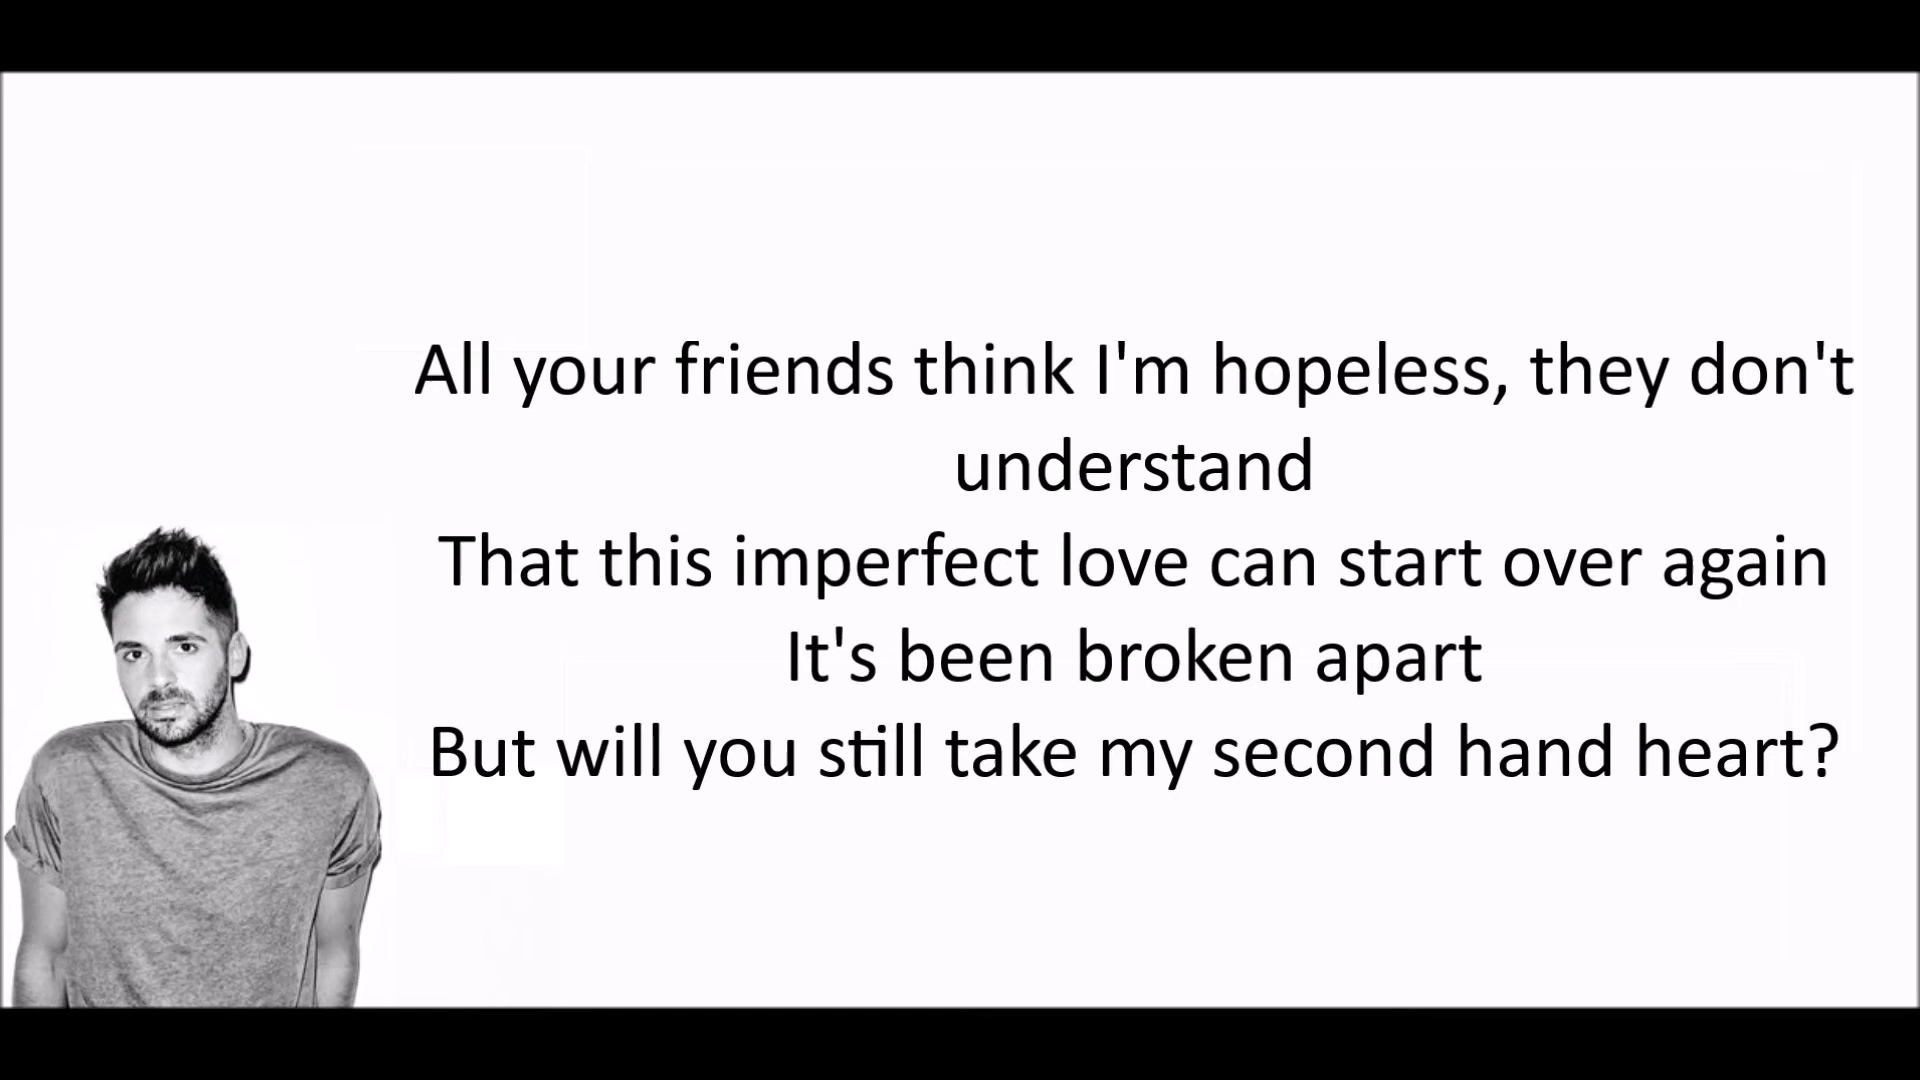 All your friends think I'm hopeless, they don't
understand
That this imperfect love can start over again
It's been broken apart
But will you still take my second hand heart?